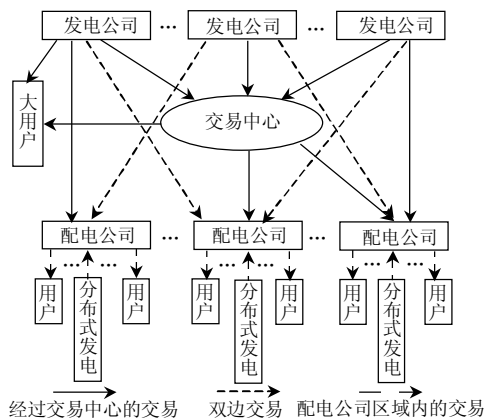 发电公司 … 发电公司 … 发电公司
大用户
交易中心
配电公司 … 配电公司 … 配电公司
… … … … … …
用户 分布式发电 用户 用户 分布式发电 用户 用户 分布式发电 用户
经过交易中心的交易 双边交易 配电公司区域内的交易